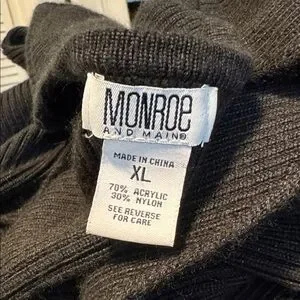 MONROE
AND MAIN®
MADE IN CHINA
XL
70% ACRYLIC
30% NYLON
SEE REVERSE
FOR CARE